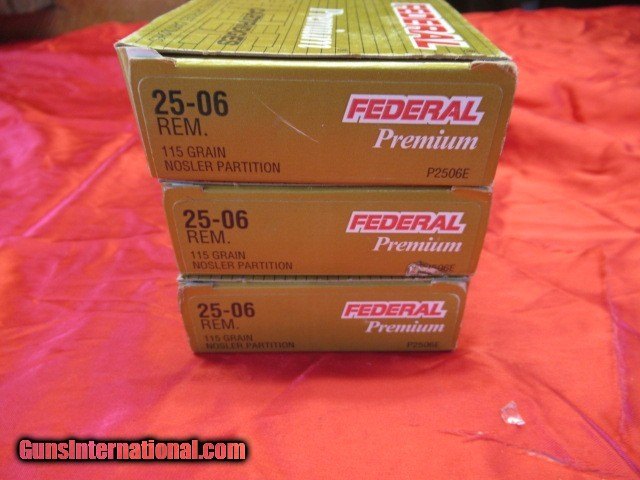 FEDERAL
Premium
25-06
REM.
115 GRAIN
NOSLER PARTITION
FEDERAL
Premium
P2506E
25-06
REM.
115 GRAIN
NOSLER PARTITION
FEDERAL
Premium
25-06
REM.
115 GRAIN
NOSLER PARTITION
FEDERAL
Premium
P2506E
GunsInternational.com